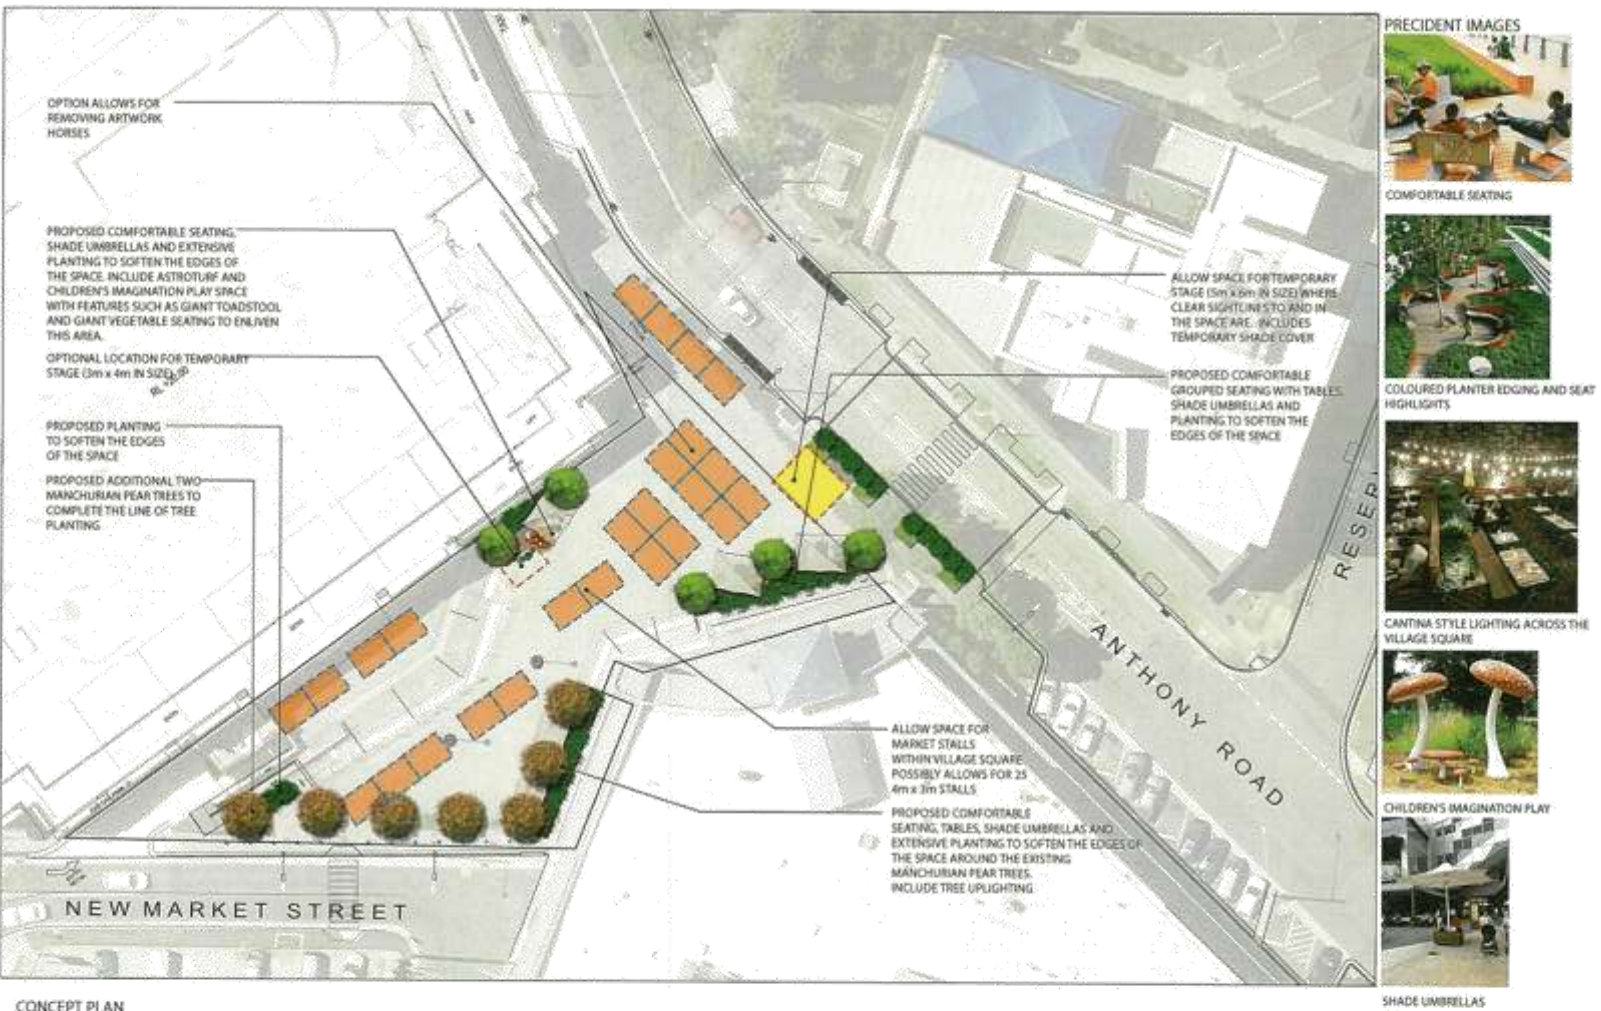 OPTION ALLOWS FOR
REMOVING ARTWORK
HORSES
PROPOSED COMFORTABLE SEATING,
SHADE UMBRELLAS AND EXTENSIVE
PLANTING TO SOFTEN THE EDGES OF
THE SPACE. INCLUDE ASTROTURF AND
CHILDREN'S IMAGINATION PLAY SPACE
WITH FEATURES SUCH AS GIANT TOADSTOOL
AND GIANT VEGETABLE SEATING TO ENLIVEN
THIS AREA.
OPTIONAL LOCATION FOR TEMPORARY
STAGE (3m x 4m IN SIZE)
PROPOSED PLANTING
TO SOFTEN THE EDGES
OF THE SPACE
PROPOSED ADDITIONAL TWO
MANCHURIAN PEAR TREES TO
COMPLETE THE LINE OF TREE
PLANTING
ALLOW SPACE FOR TEMPORARY
STAGE (5m x 6m IN SIZE) WHERE
CLEAR SIGHTLINES TO AND IN
THE SPACE ARE. INCLUDES
TEMPORARY SHADE COVER
PROPOSED COMFORTABLE
GROUPED SEATING WITH TABLES,
SHADE UMBRELLAS AND
PLANTING TO SOFTEN THE
EDGES OF THE SPACE
ALLOW SPACE FOR
MARKET STALLS
WITHIN VILLAGE SQUARE
POSSIBLY ALLOWS FOR 25
4m x 3m STALLS
PROPOSED COMFORTABLE
SEATING, TABLES, SHADE UMBRELLAS AND
EXTENSIVE PLANTING TO SOFTEN THE EDGES OF
THE SPACE AROUND THE EXISTING
MANCHURIAN PEAR TREES.
INCLUDE TREE UPLIGHTING
ANTHONY ROAD
RESER
NEW MARKET STREET
CONCEPT PLAN
PRECIDENT IMAGES
COMFORTABLE SEATING
COLOURED PLANTER EDGING AND SEAT
HIGHLIGHTS
CANTINA STYLE LIGHTING ACROSS THE
VILLAGE SQUARE
CHILDREN'S IMAGINATION PLAY
SHADE UMBRELLAS